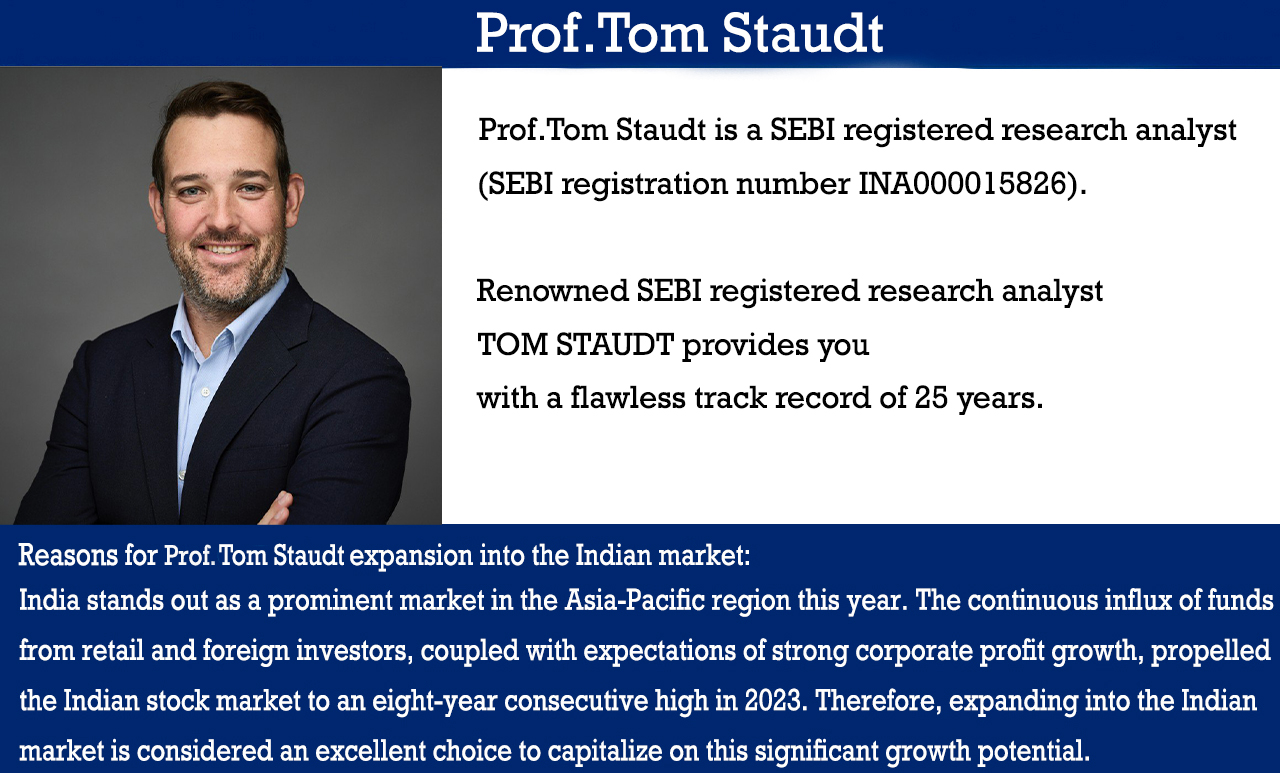 Prof.Tom Staudt
Prof.Tom Staudt is a SEBI registered research analyst
(SEBI registration number INA000015826).
Renowned SEBI registered research analyst
TOM STAUDT provides you
with a flawless track record of 25 years.
Reasons for Prof.Tom Staudt expansion into the Indian market:
India stands out as a prominent market in the Asia-Pacific region this year. The continuous influx of funds
from retail and foreign investors, coupled with expectations of strong corporate profit growth, propelled
the Indian stock market to an eight-year consecutive high in 2023. Therefore, expanding into the Indian
market is considered an excellent choice to capitalize on this significant growth potential.